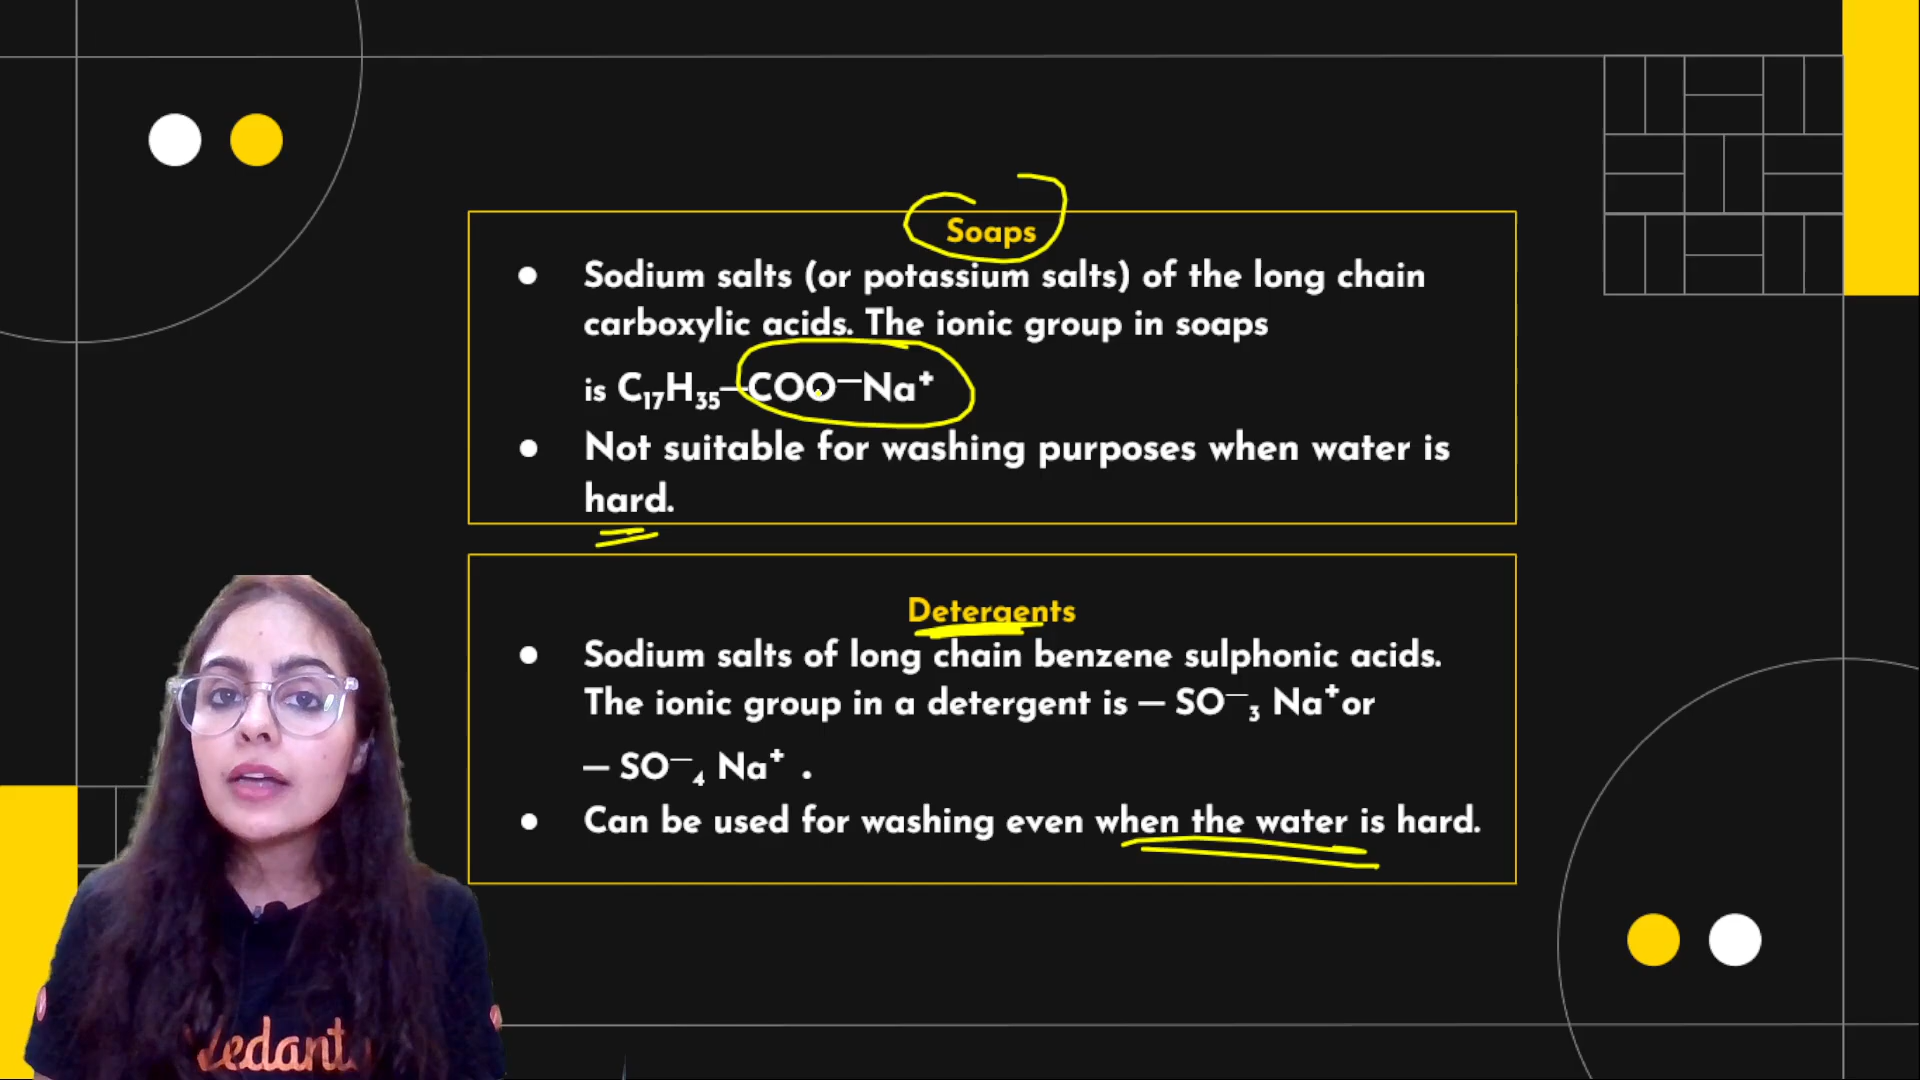 Soaps
● Sodium salts (or potassium salts) of the long chain
carboxylic acids. The ionic group in soaps
is C₁₇H₃₅—COO⁻Na⁺
● Not suitable for washing purposes when water is
hard.
Detergents
● Sodium salts of long chain benzene sulphonic acids.
The ionic group in a detergent is — SO⁻₃ Na⁺or
— SO⁻₄ Na⁺ .
● Can be used for washing even when the water is hard.